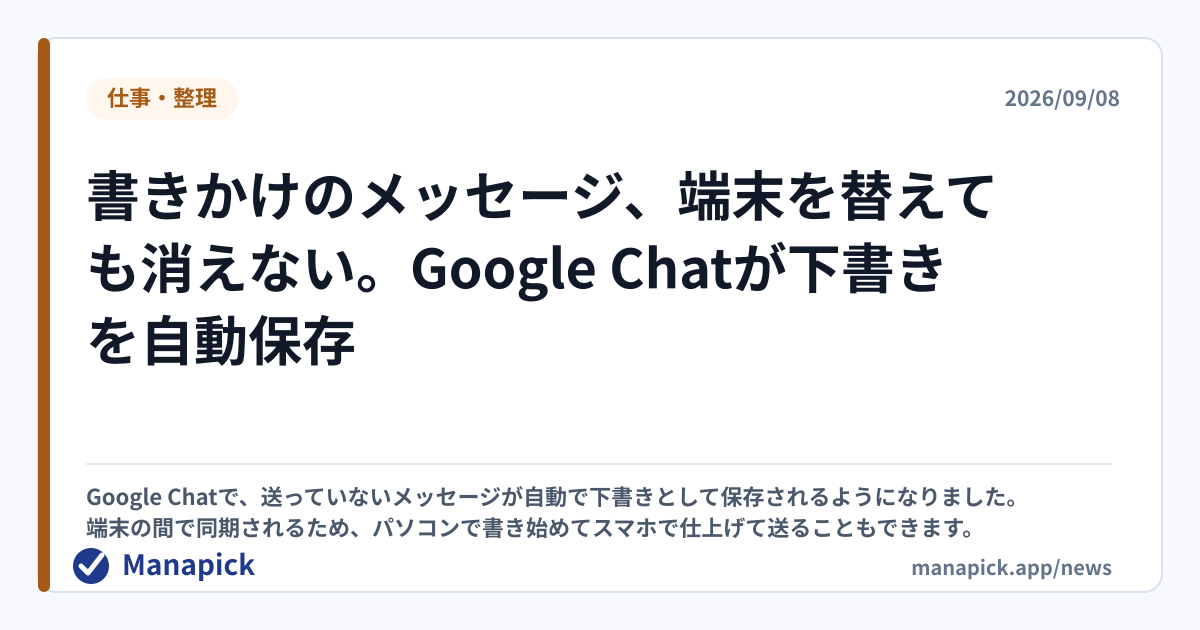 仕事・整理
2026/09/08
書きかけのメッセージ、端末を替えて
も消えない。Google Chatが下書き
を自動保存
Google Chatで、送っていないメッセージが自動で下書きとして保存されるようになりました。
端末の間で同期されるため、パソコンで書き始めてスマホで仕上げて送ることもできます。
Manapick
manapick.app/news